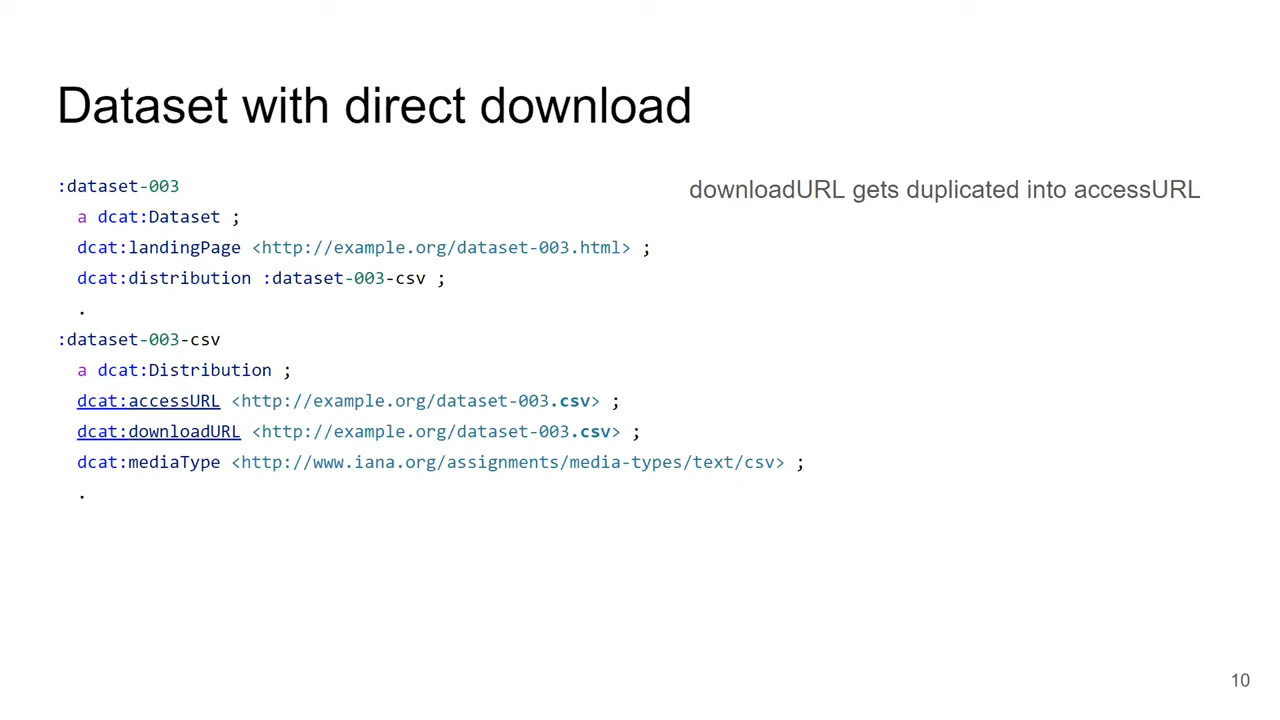 Dataset with direct download
:dataset-003
a dcat:Dataset ;
dcat:landingPage <http://example.org/dataset-003.html> ;
dcat:distribution :dataset-003-csv ;
.
:dataset-003-csv
a dcat:Distribution ;
dcat:accessURL <http://example.org/dataset-003.csv> ;
dcat:downloadURL <http://example.org/dataset-003.csv> ;
dcat:mediaType <http://www.iana.org/assignments/media-types/text/csv> ;
.
downloadURL gets duplicated into accessURL
10